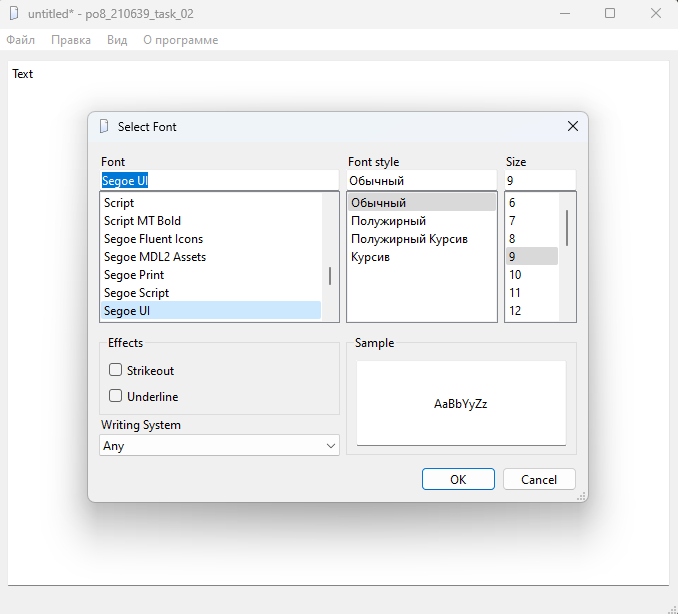 untitled* - po8_210639_task_02
Файл Правка Вид О программе
Text
Select Font
Font Font style Size
Segoe UI Обычный 9
Script Обычный 6
Script MT Bold Полужирный 7
Segoe Fluent Icons Полужирный Курсив 8
Segoe MDL2 Assets Курсив 9
Segoe Print 10
Segoe Script 11
Segoe UI 12
Effects Sample
Strikeout
Underline AaBbYyZz
Writing System
Any
OK Cancel